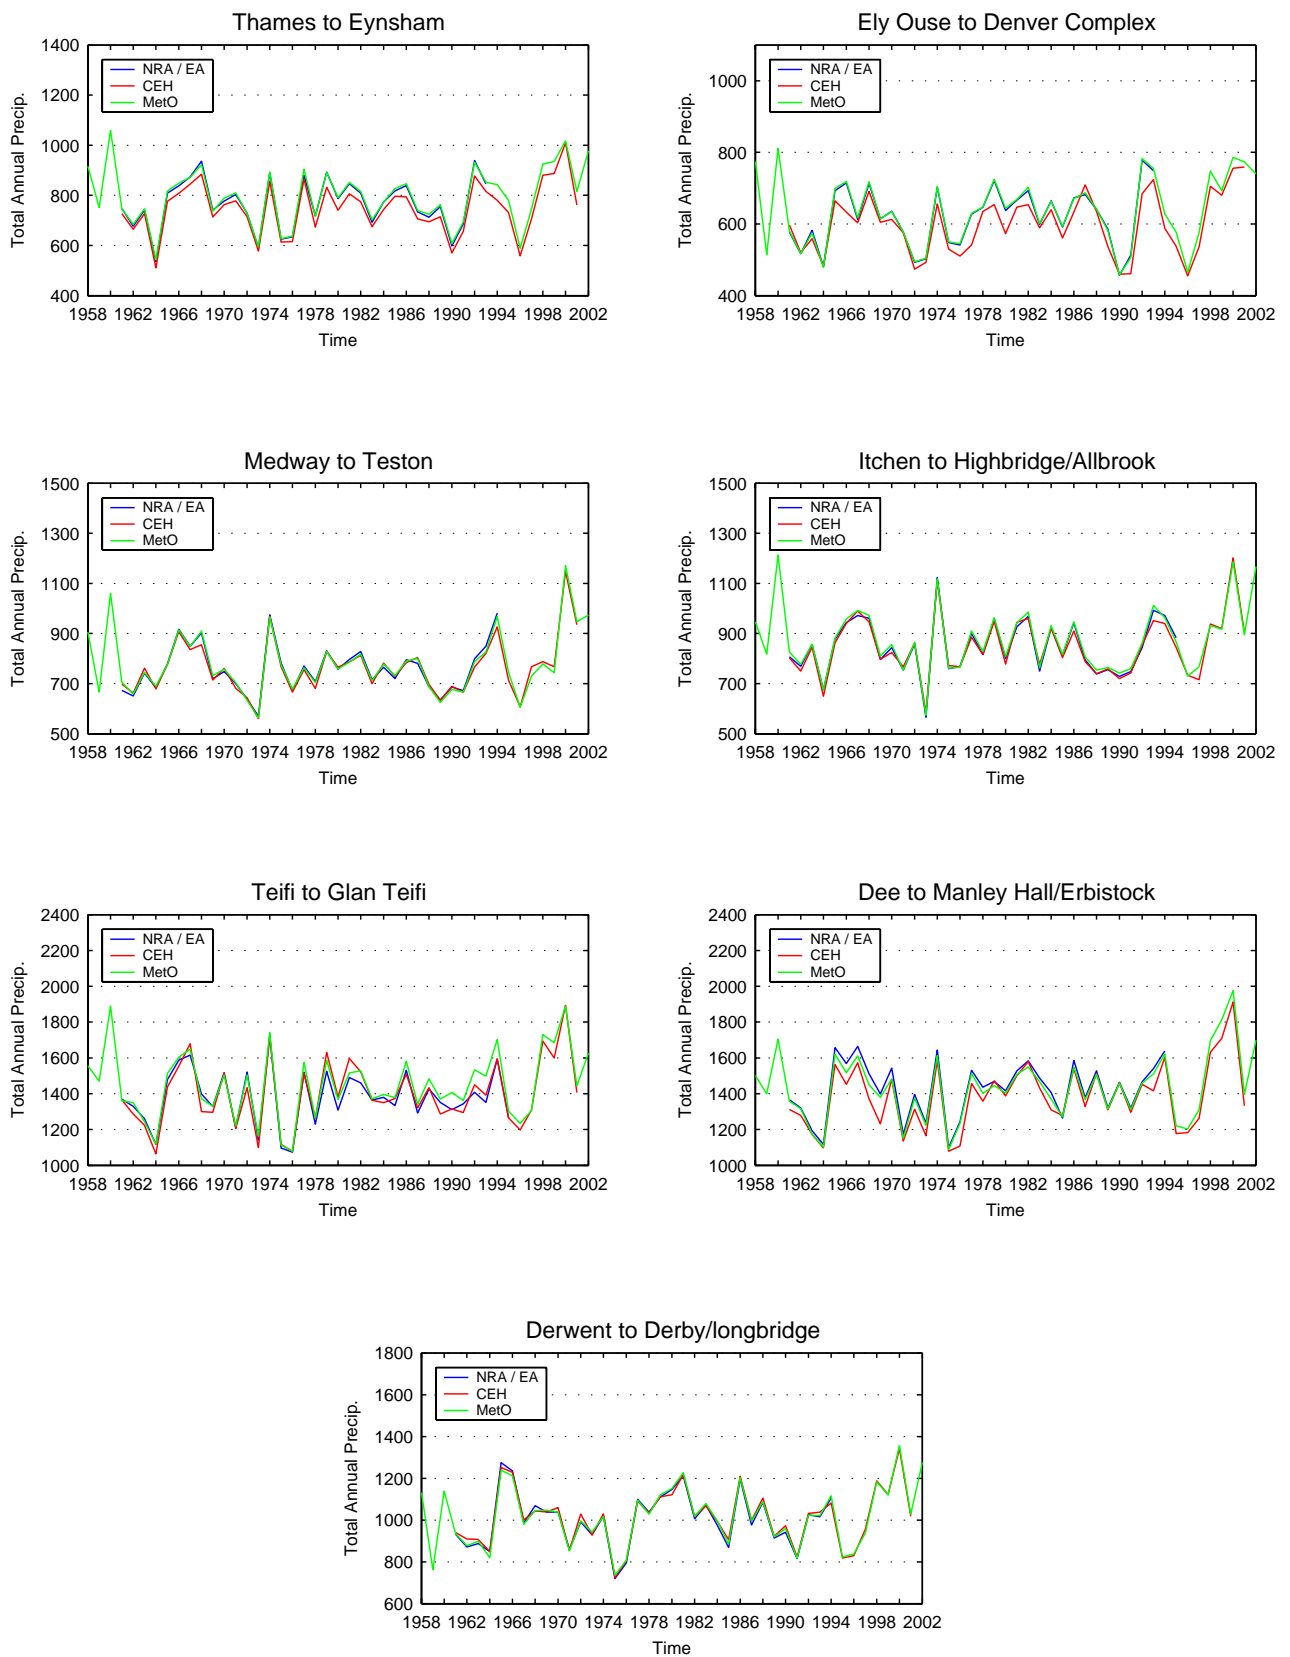 Thames to Eynsham
Total Annual Precip.
1400
1200
1000
800
600
400
NRA / EA
CEH
MetO
1958 1962 1966 1970 1974 1978 1982 1986 1990 1994 1998 2002
Time
Ely Ouse to Denver Complex
Total Annual Precip.
1000
800
600
400
NRA / EA
CEH
MetO
1958 1962 1966 1970 1974 1978 1982 1986 1990 1994 1998 2002
Time
Medway to Teston
Total Annual Precip.
1500
1300
1100
900
700
500
NRA / EA
CEH
MetO
1958 1962 1966 1970 1974 1978 1982 1986 1990 1994 1998 2002
Time
Itchen to Highbridge/Allbrook
Total Annual Precip.
1500
1300
1100
900
700
500
NRA / EA
CEH
MetO
1958 1962 1966 1970 1974 1978 1982 1986 1990 1994 1998 2002
Time
Teifi to Glan Teifi
Total Annual Precip.
2400
2200
2000
1800
1600
1400
1200
1000
NRA / EA
CEH
MetO
1958 1962 1966 1970 1974 1978 1982 1986 1990 1994 1998 2002
Time
Dee to Manley Hall/Erbistock
Total Annual Precip.
2400
2200
2000
1800
1600
1400
1200
1000
NRA / EA
CEH
MetO
1958 1962 1966 1970 1974 1978 1982 1986 1990 1994 1998 2002
Time
Derwent to Derby/longbridge
Total Annual Precip.
1800
1600
1400
1200
1000
800
600
NRA / EA
CEH
MetO
1958 1962 1966 1970 1974 1978 1982 1986 1990 1994 1998 2002
Time